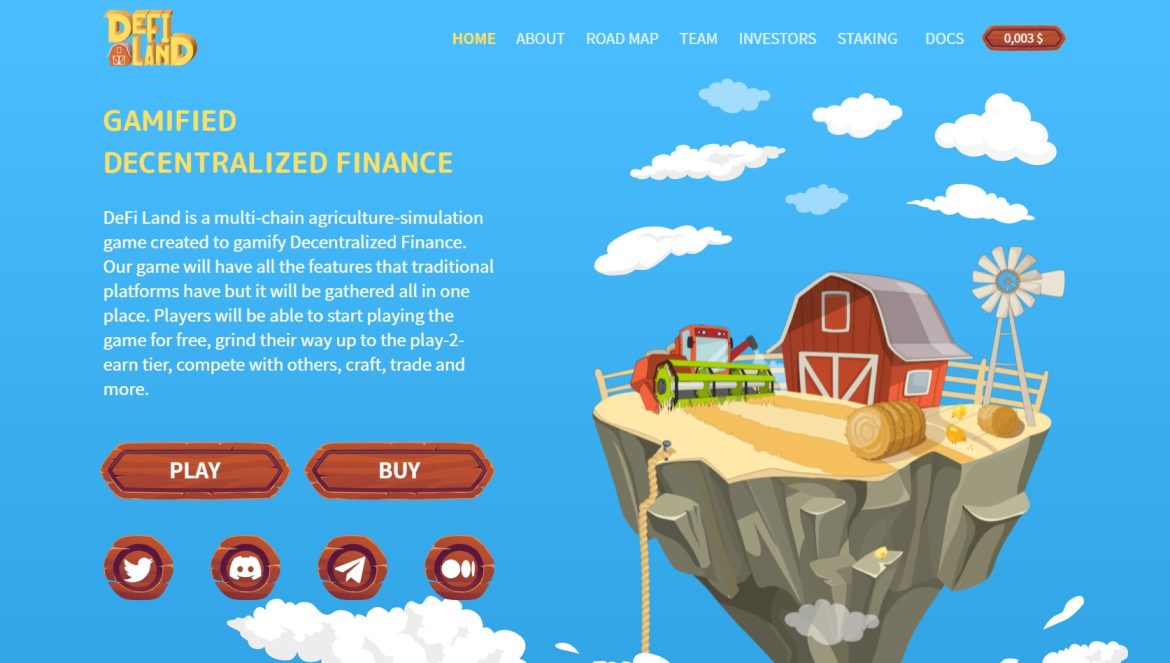 DEFI
LAND
HOME ABOUT ROAD MAP TEAM INVESTORS STAKING DOCS 0,003 $
GAMIFIED
DECENTRALIZED FINANCE
DeFi Land is a multi-chain agriculture-simulation
game created to gamify Decentralized Finance.
Our game will have all the features that traditional
platforms have but it will be gathered all in one
place. Players will be able to start playing the
game for free, grind their way up to the play-2-
earn tier, compete with others, craft, trade and
more.
PLAY BUY